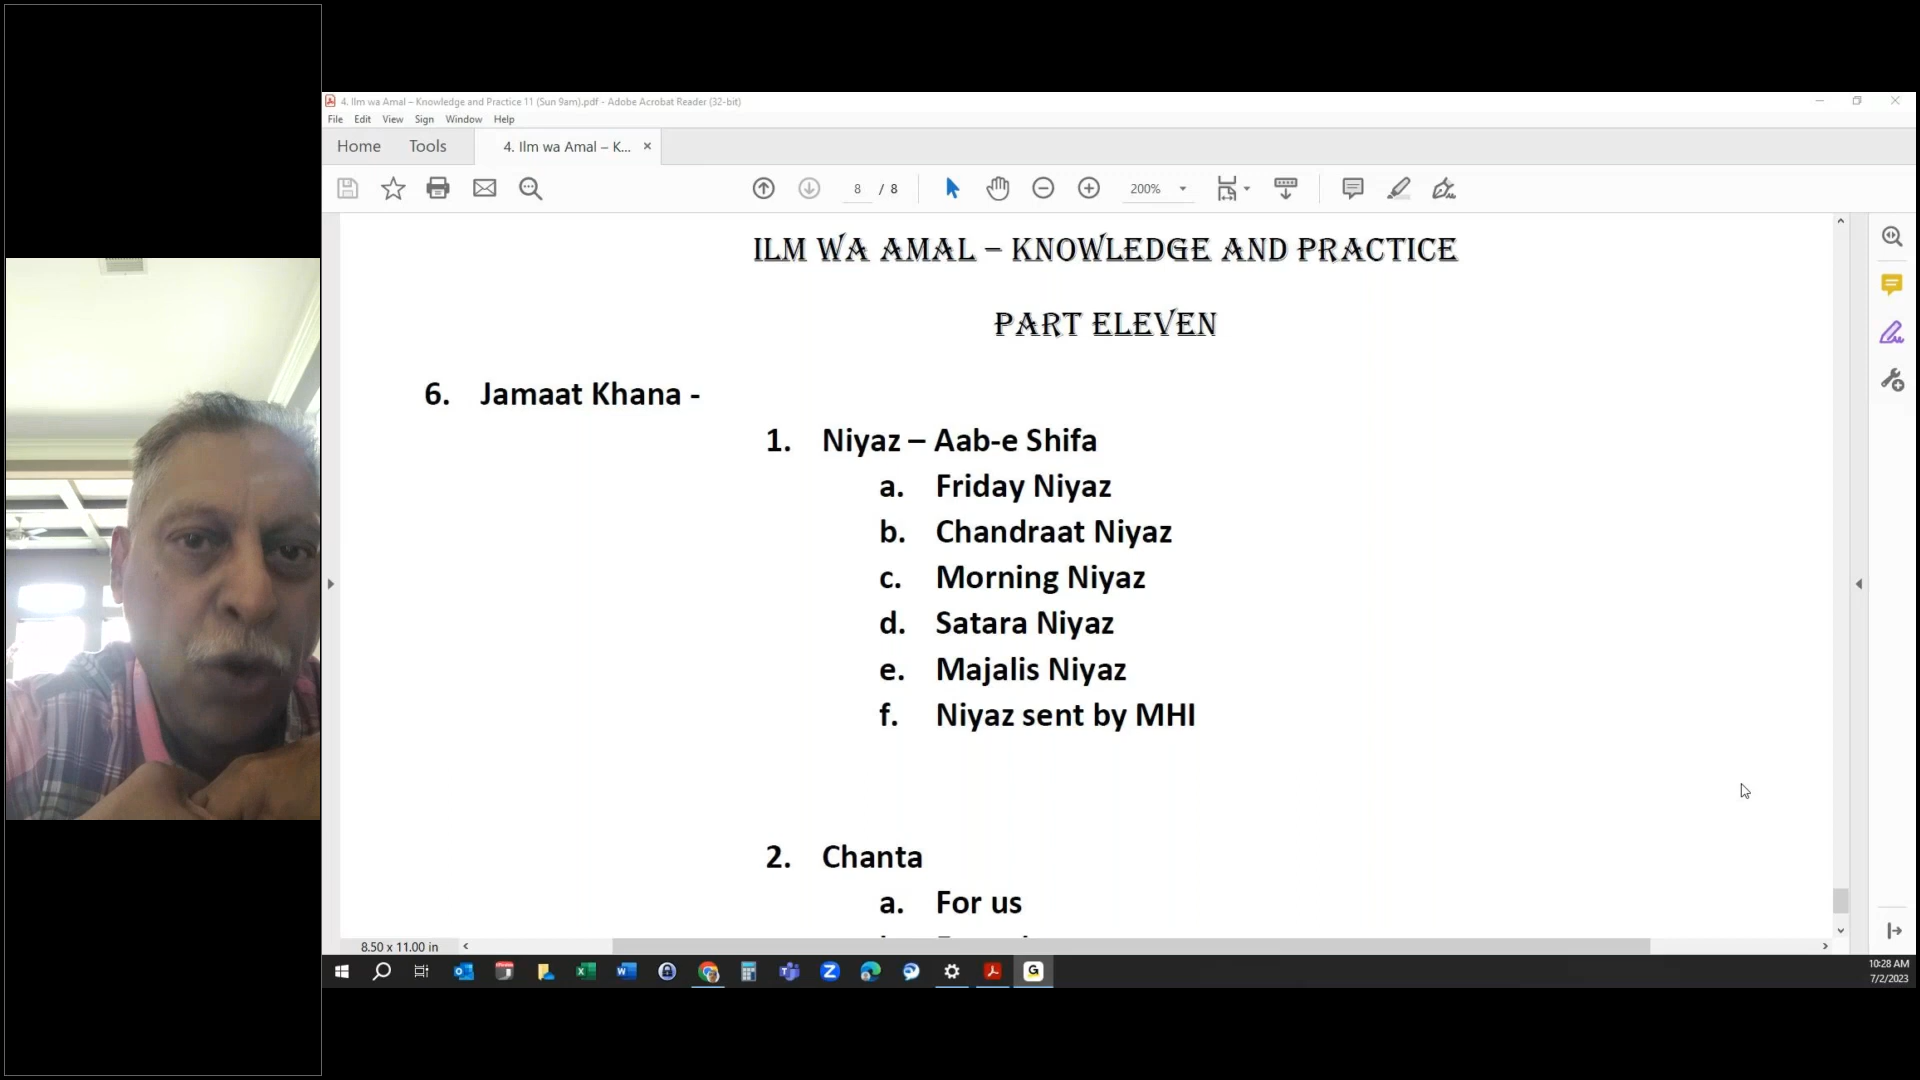 4. Ilm wa Amal – Knowledge and Practice 11 (Sun 9am).pdf - Adobe Acrobat Reader (32-bit)
File Edit View Sign Window Help
Home Tools 4. Ilm wa Amal – K...
8 / 8 200%
ILM WA AMAL – KNOWLEDGE AND PRACTICE
PART ELEVEN
6. Jamaat Khana -
1. Niyaz – Aab-e Shifa
a. Friday Niyaz
b. Chandraat Niyaz
c. Morning Niyaz
d. Satara Niyaz
e. Majalis Niyaz
f. Niyaz sent by MHI
2. Chanta
a. For us
8.50 x 11.00 in
10:28 AM
7/2/2023